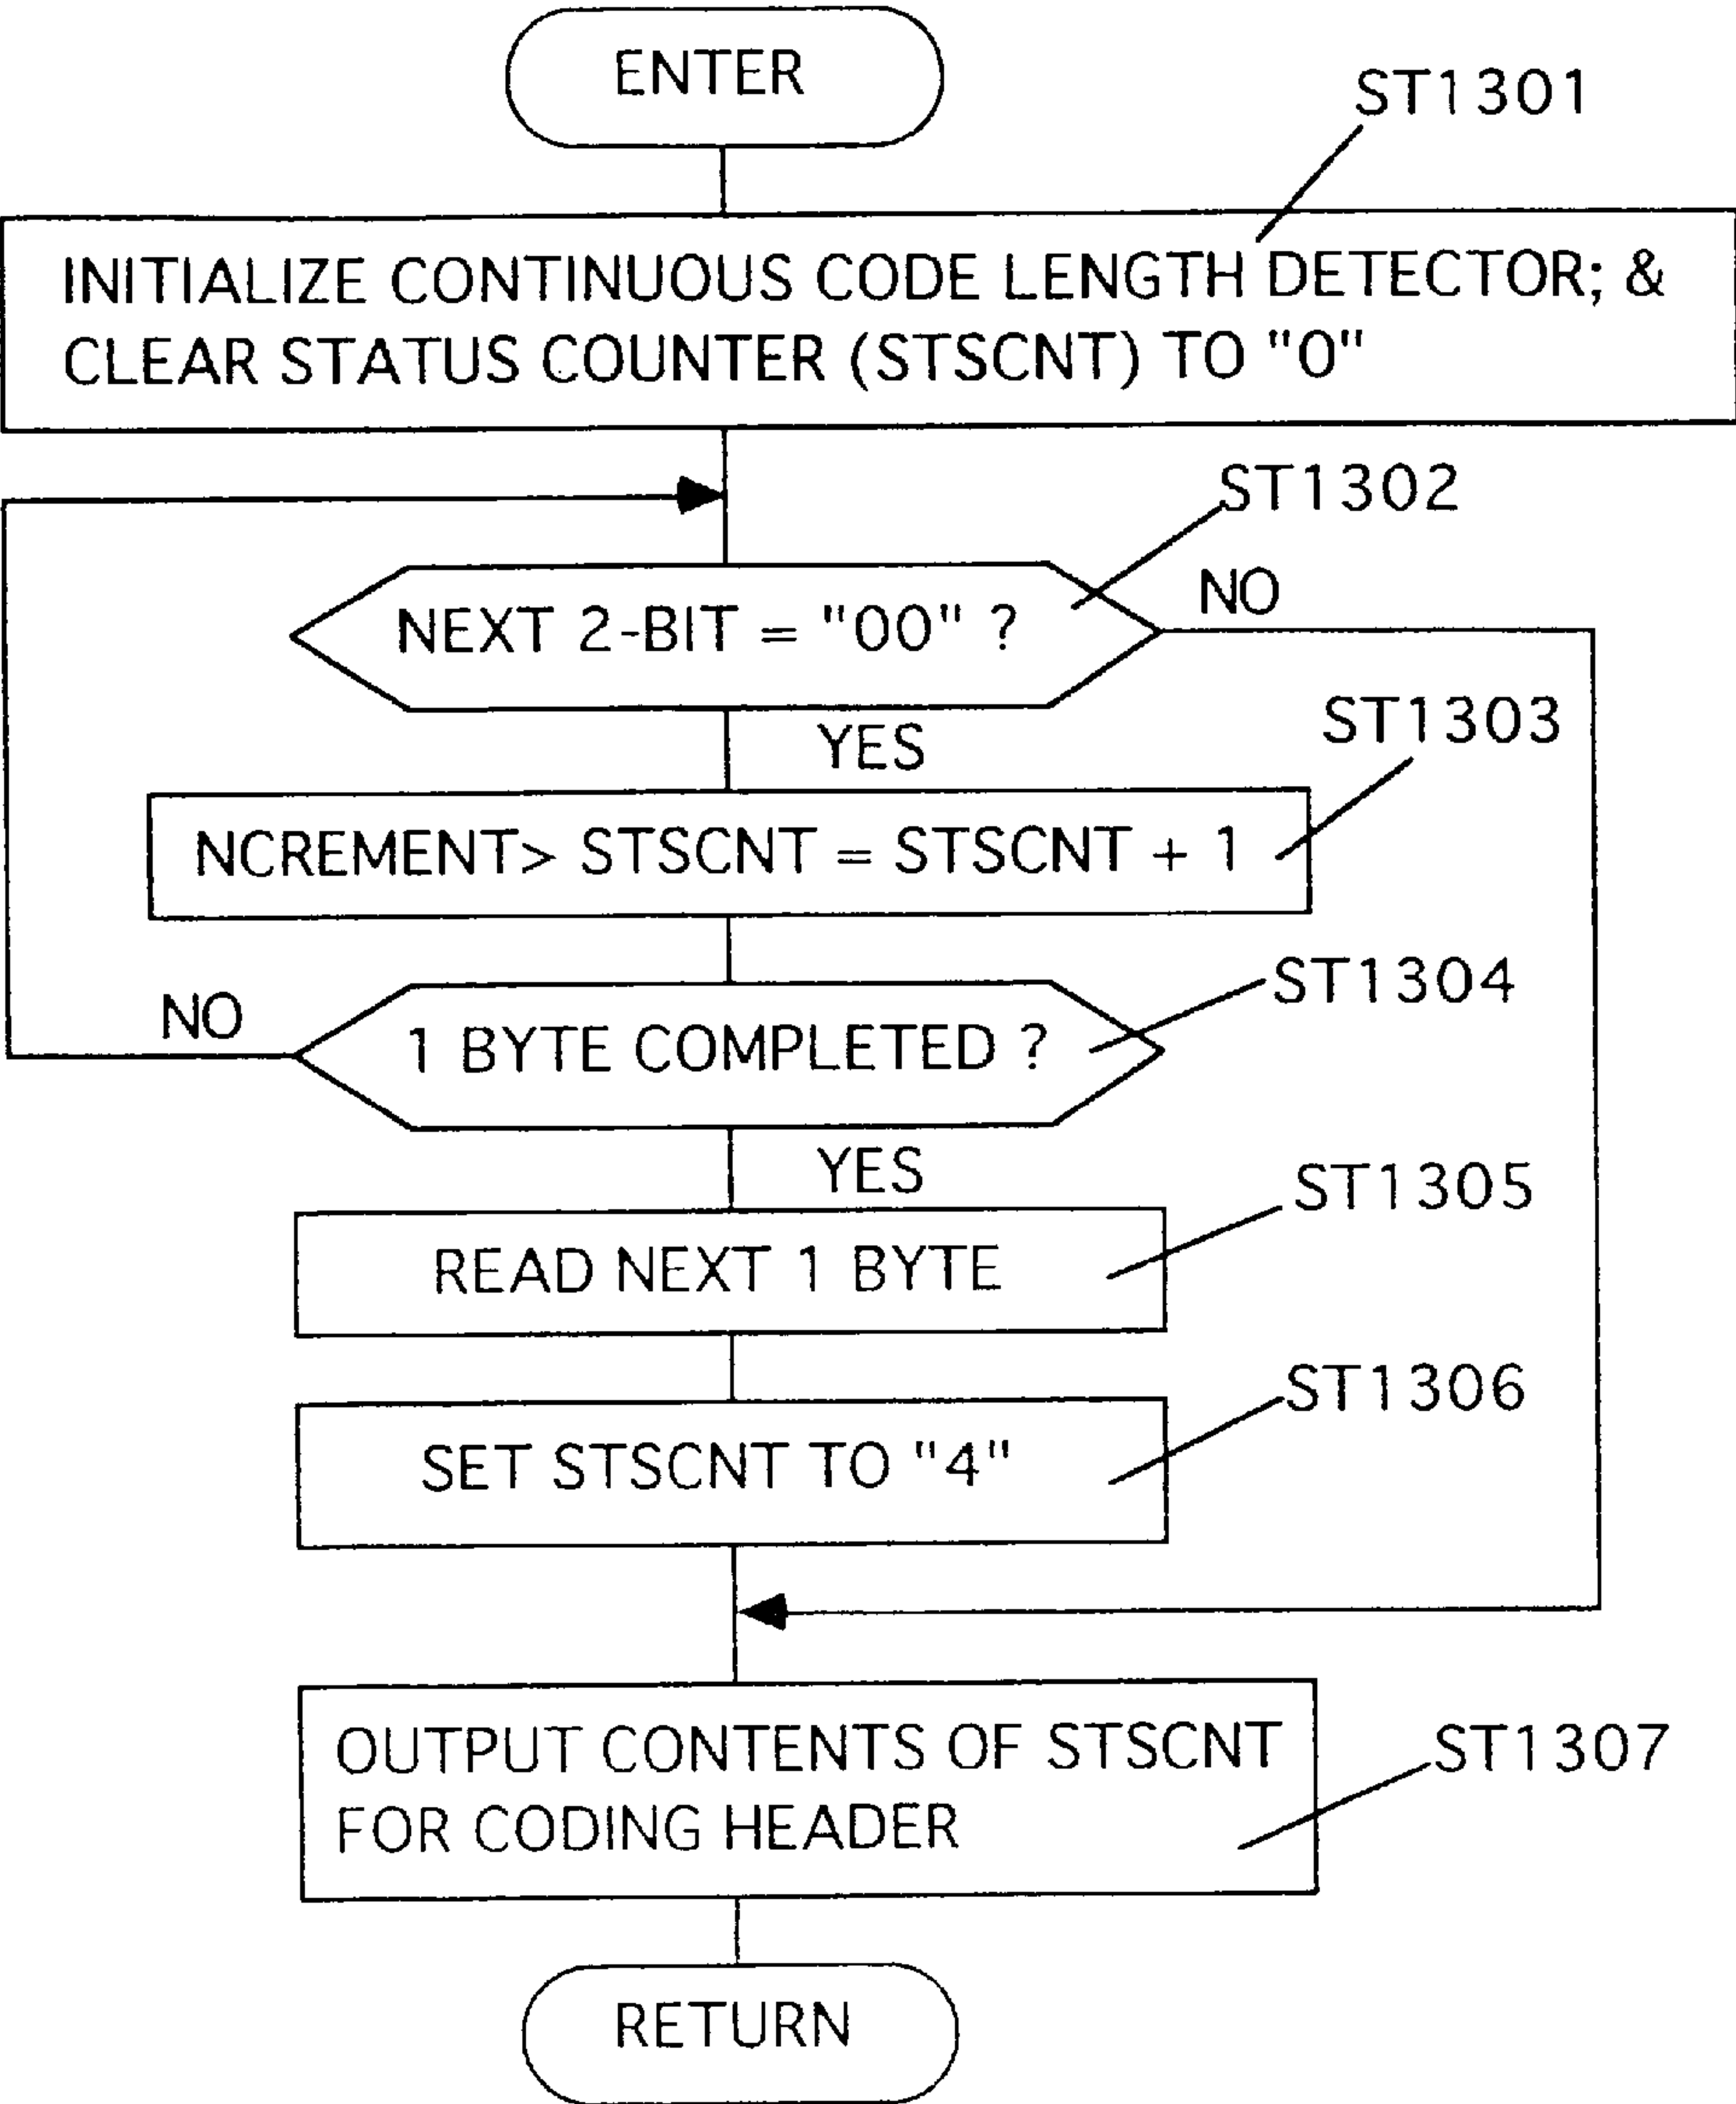 ENTER
ST1301
INITIALIZE CONTINUOUS CODE LENGTH DETECTOR; &
CLEAR STATUS COUNTER (STSCNT) TO "0"
ST1302
NEXT 2-BIT = "00" ?
NO
YES
ST1303
NCREMENT> STSCNT = STSCNT + 1
ST1304
NO
1 BYTE COMPLETED ?
YES
ST1305
READ NEXT 1 BYTE
ST1306
SET STSCNT TO "4"
OUTPUT CONTENTS OF STSCNT
FOR CODING HEADER
ST1307
RETURN